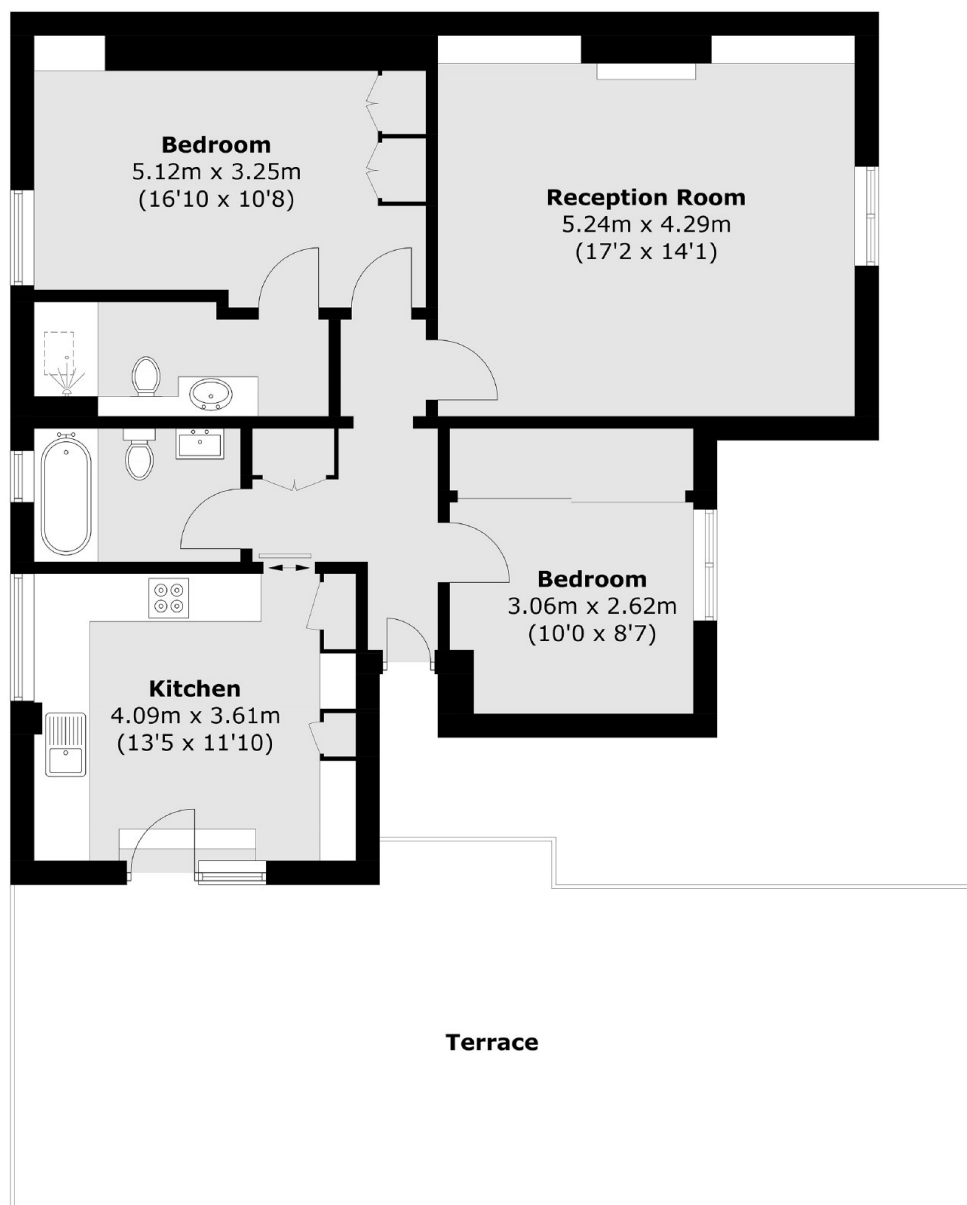 Bedroom
5.12m x 3.25m
(16'10 x 10'8)
Reception Room
5.24m x 4.29m
(17'2 x 14'1)
Bedroom
3.06m x 2.62m
(10'0 x 8'7)
Kitchen
4.09m x 3.61m
(13'5 x 11'10)
Terrace